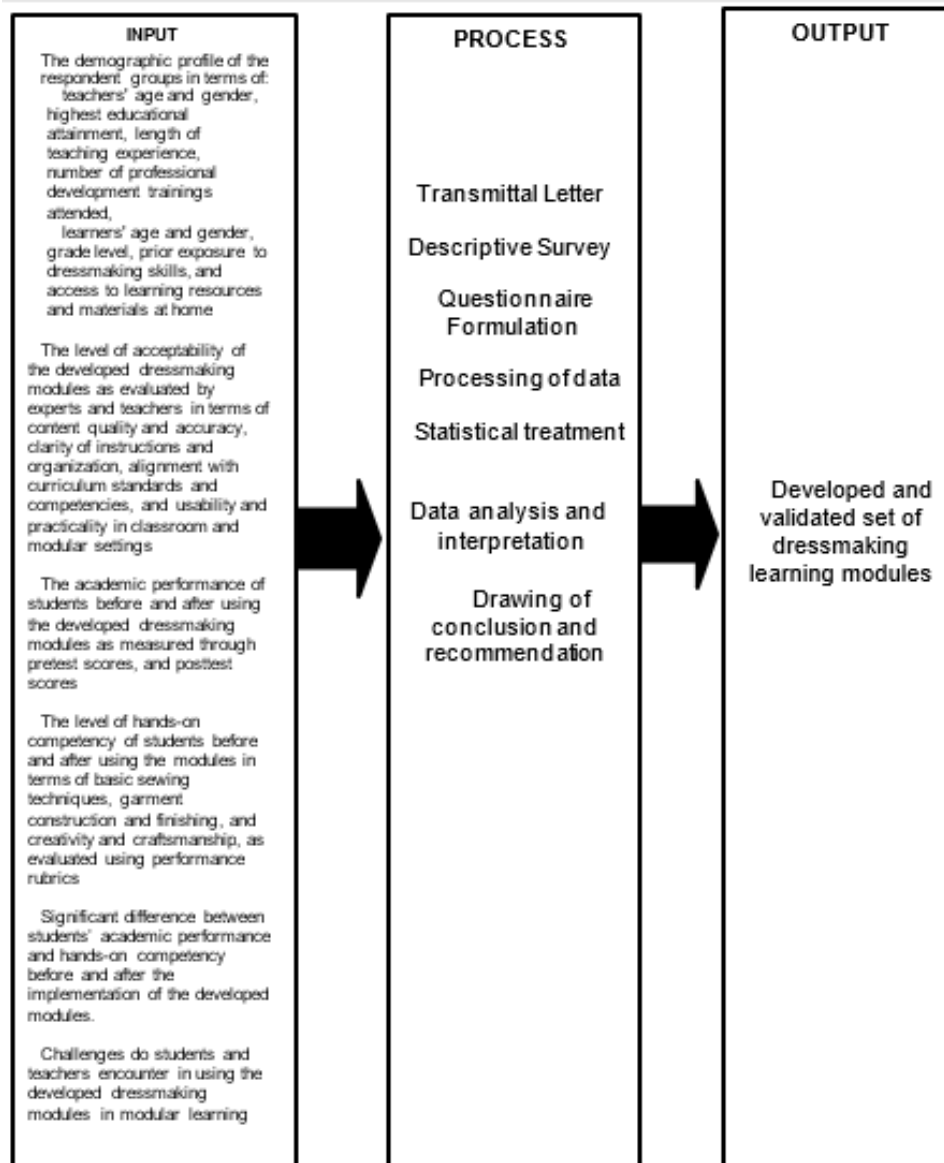 INPUT
The demographic profile of the
respondent groups in terms of:
teachers' age and gender,
highest educational
attainment, length of
teaching experience,
number of professional
development trainings
attended,
learners' age and gender,
grade level, prior exposure to
dressmaking skills, and
access to learning resources
and materials at home
The level of acceptability of
the developed dressmaking
modules as evaluated by
experts and teachers in terms of
content quality and accuracy,
clarity of instructions and
organization, alignment with
curriculum standards and
competencies, and usability and
practicality in classroom and
modular settings
The academic performance of
students before and after using
the developed dressmaking
modules as measured through
pretest scores, and posttest
scores
The level of hands-on
competency of students before
and after using the modules in
terms of basic sewing
techniques, garment
construction and finishing, and
creativity and craftsmanship, as
evaluated using performance
rubrics
Significant difference between
students' academic performance
and hands-on competency
before and after the
implementation of the developed
modules.
Challenges do students and
teachers encounter in using the
developed dressmaking
modules in modular learning
PROCESS
Transmittal Letter
Descriptive Survey
Questionnaire
Formulation
Processing of data
Statistical treatment
Data analysis and
interpretation
Drawing of
conclusion and
recommendation
OUTPUT
Developed and
validated set of
dressmaking
learning modules